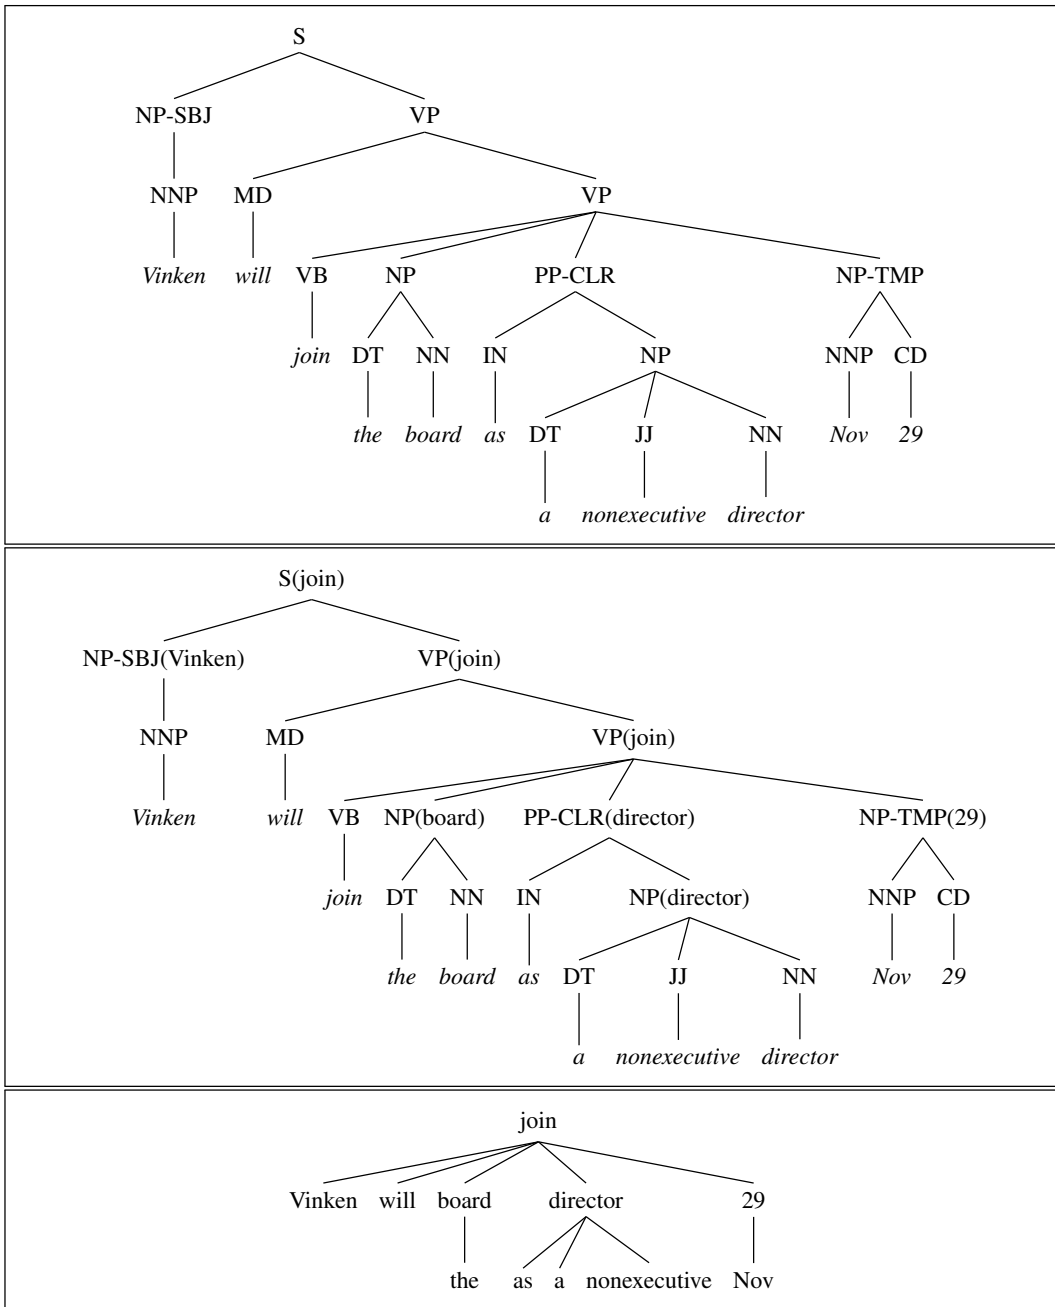 S
NP-SBJ VP
NNP MD VP
Vinken will VB NP PP-CLR NP-TMP
join DT NN IN NP NNP CD
the board as DT JJ NN Nov 29
a nonexecutive director
S(join)
NP-SBJ(Vinken) VP(join)
NNP MD VP(join)
Vinken will VB NP(board) PP-CLR(director) NP-TMP(29)
join DT NN IN NP(director) NNP CD
the board as DT JJ NN Nov 29
a nonexecutive director
join
Vinken will board director 29
the as a nonexecutive Nov